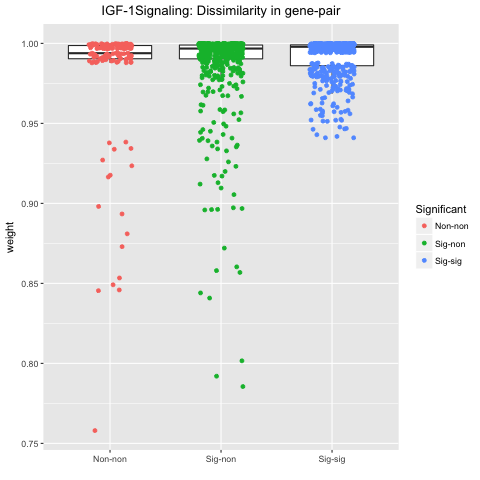 IGF-1Signaling: Dissimilarity in gene-pair
1.00
0.95
0.90
0.85
0.80
0.75
weight
Non-non
Sig-non
Sig-sig
Significant
Non-non
Sig-non
Sig-sig